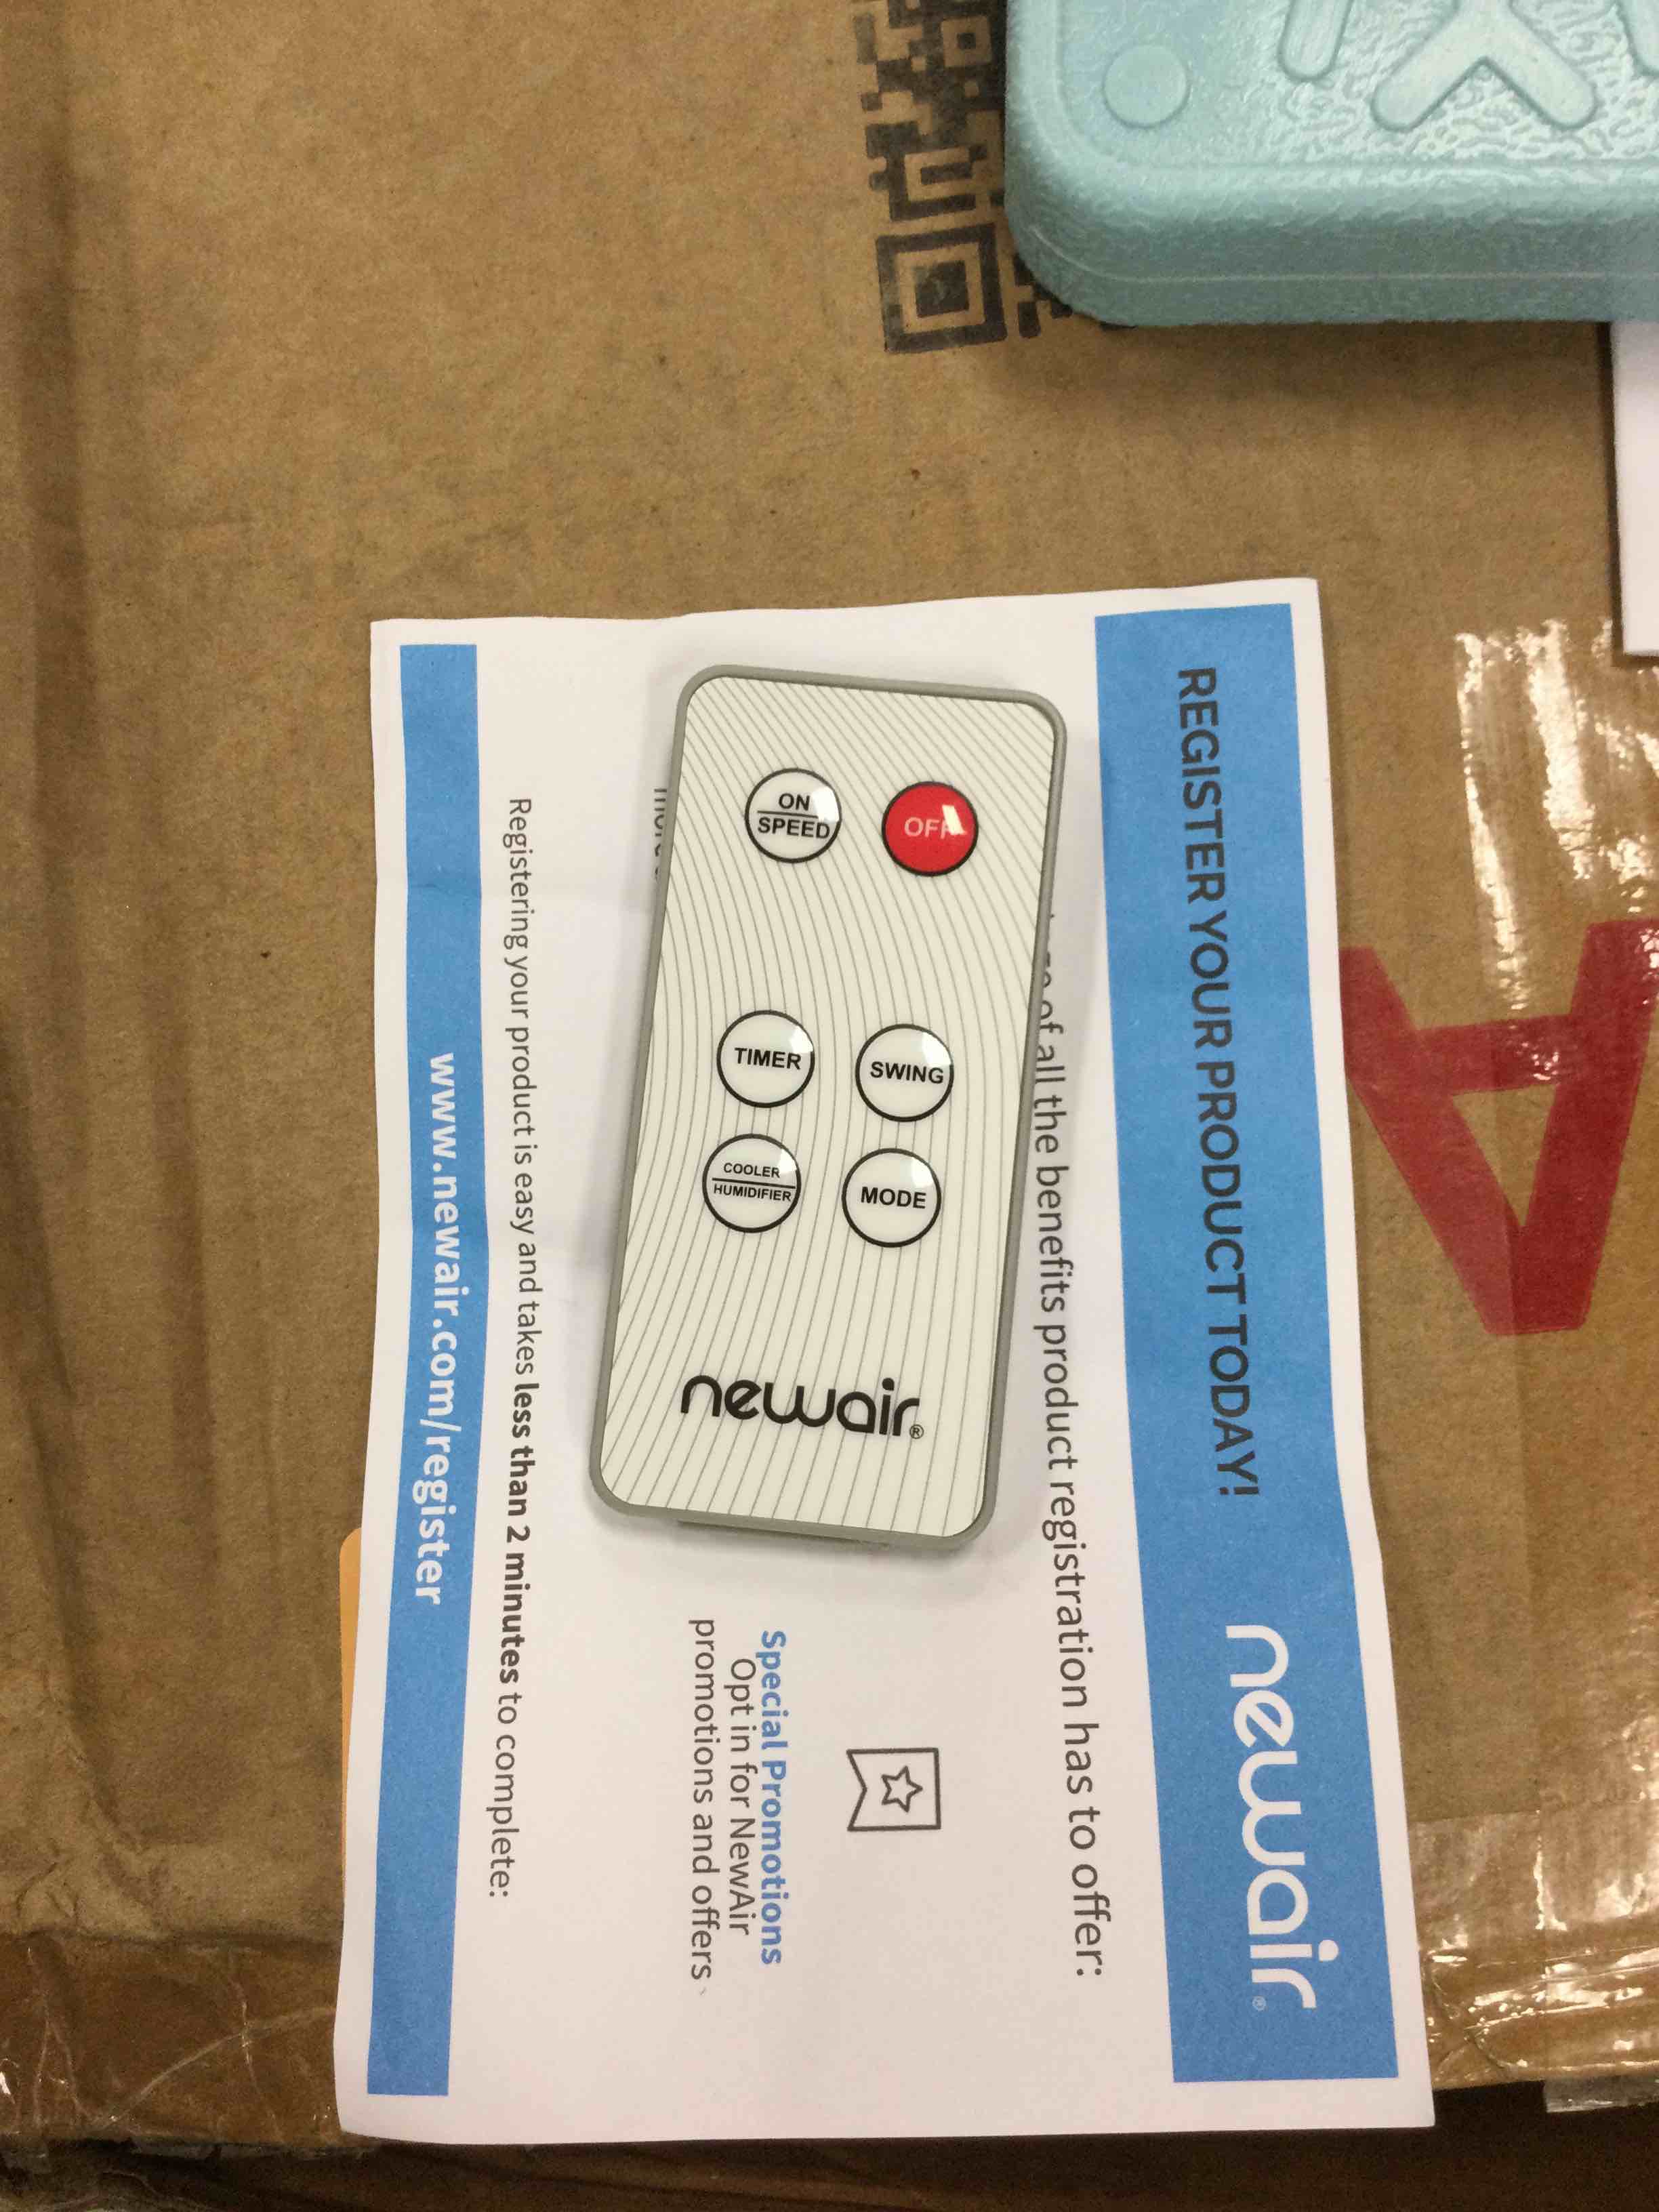 REGISTER YOUR PRODUCT TODAY!
newair®
of all the benefits product registration has to offer:
Special Promotions
Opt in for NewAir
promotions and offers
Registering your product is easy and takes less than 2 minutes to complete:
www.newair.com/register
ON
SPEED
OFF
TIMER
SWING
COOLER
HUMIDIFIER
MODE
newair®
A